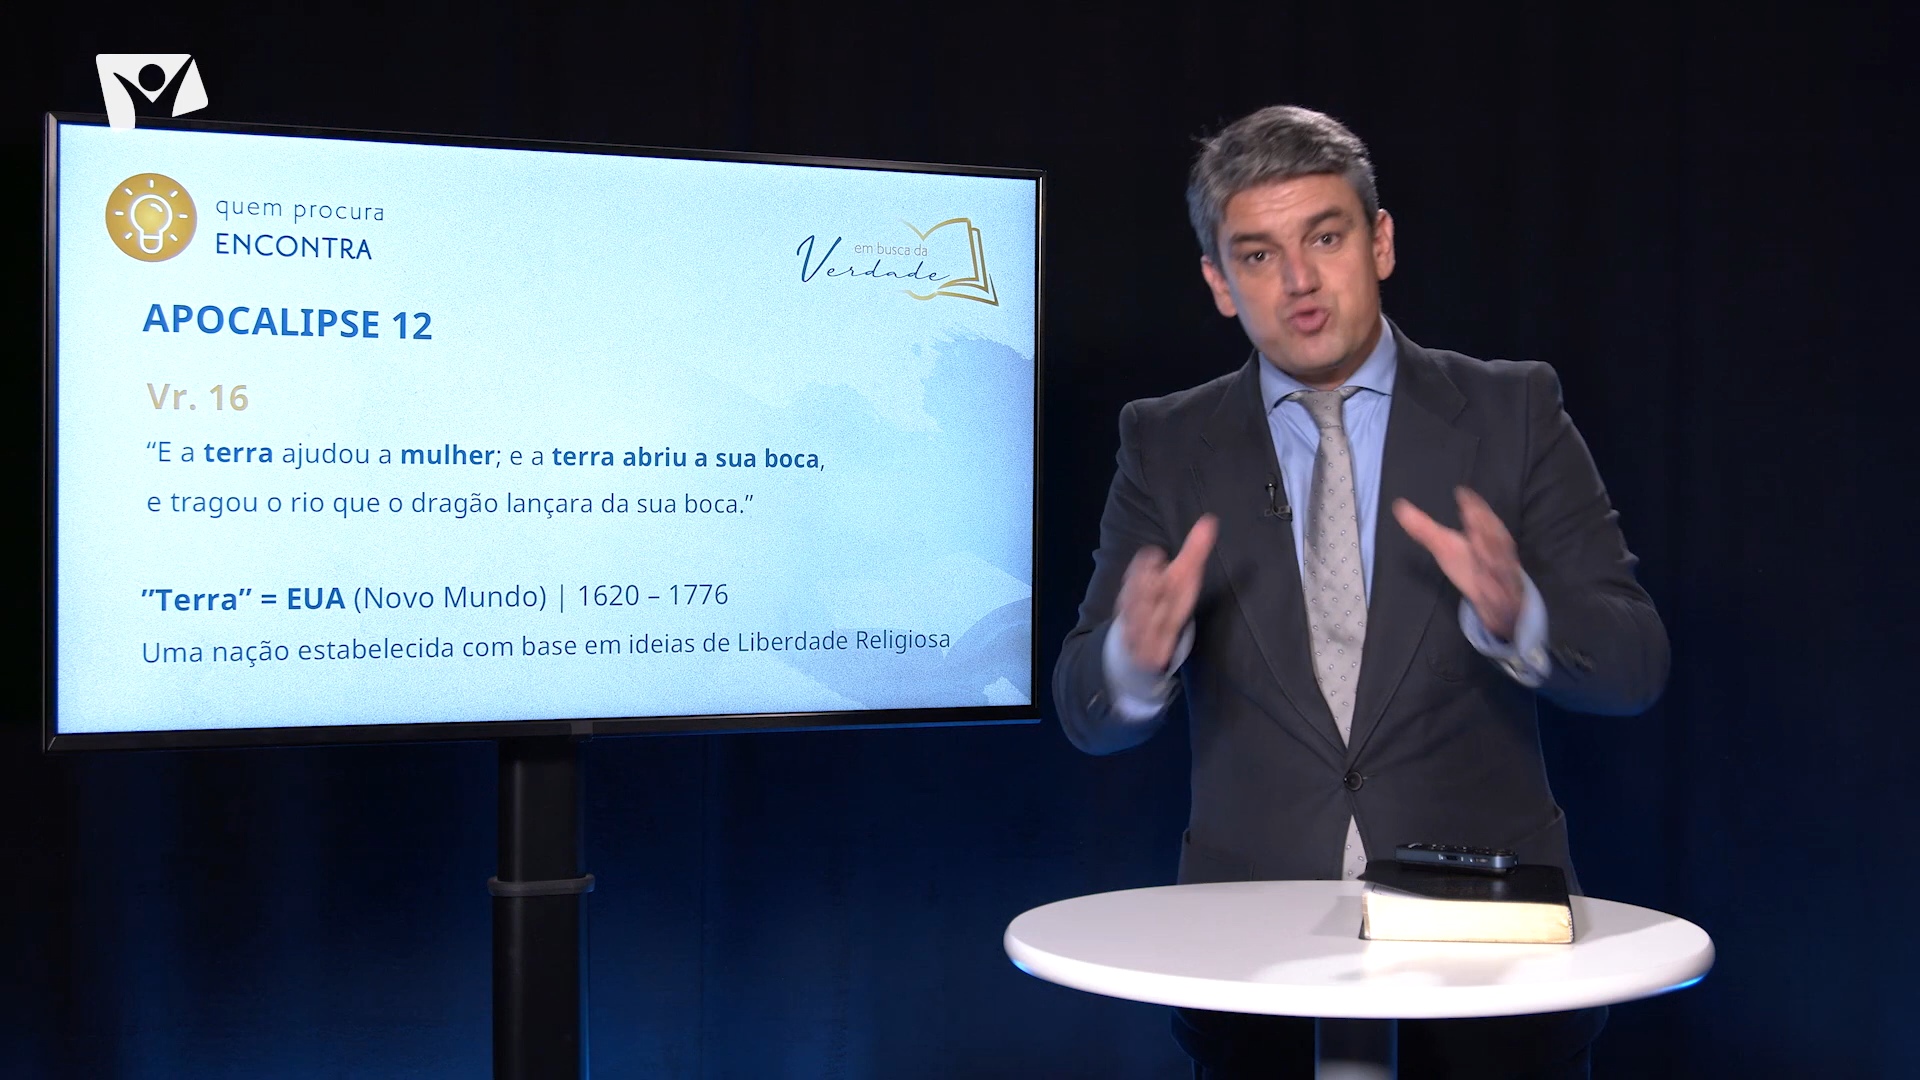 quem procura
ENCONTRA
em busca da
Verdade
APOCALIPSE 12
Vr. 16
“E a terra ajudou a mulher; e a terra abriu a sua boca,
e tragou o rio que o dragão lançara da sua boca.”
”Terra” = EUA (Novo Mundo) | 1620 – 1776
Uma nação estabelecida com base em ideias de Liberdade Religiosa